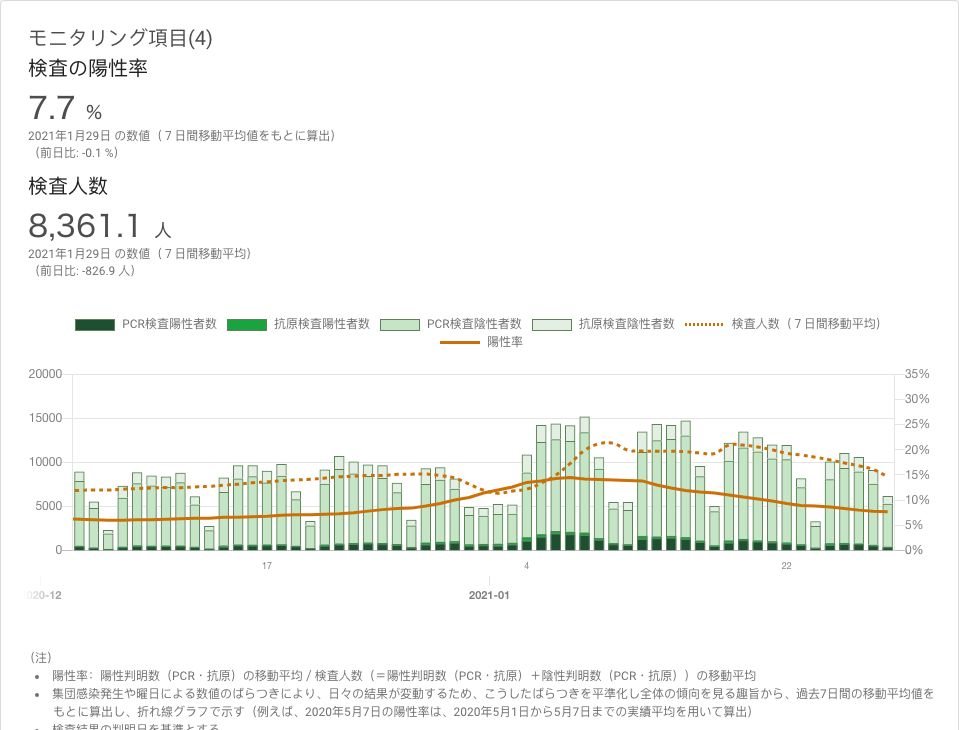 モニタリング項目(4)
検査の陽性率
7.7 %
2021年1月29日 の数値（７日間移動平均値をもとに算出）
（前日比: -0.1 %）
検査人数
8,361.1 人
2021年1月29日 の数値（７日間移動平均）
（前日比: -826.9 人）
PCR検査陽性者数 抗原検査陽性者数 PCR検査陰性者数 抗原検査陰性者数 検査人数（７日間移動平均）
陽性率
20000 35%
30%
15000 25%
20%
10000 15%
5000 10%
5%
0 0%
17 4 22
20-12 2021-01
（注）
• 陽性率：陽性判明数（PCR・抗原）の移動平均 / 検査人数（＝陽性判明数（PCR・抗原）＋陰性判明数（PCR・抗原））の移動平均
• 集団感染発生や曜日による数値のばらつきにより、日々の結果が変動するため、こうしたばらつきを平準化し全体の傾向を見る趣旨から、過去7日間の移動平均値を
もとに算出し、折れ線グラフで示す（例えば、2020年5月7日の陽性率は、2020年5月1日から5月7日までの実績平均を用いて算出）
• 検査結果の判明日を基準とする